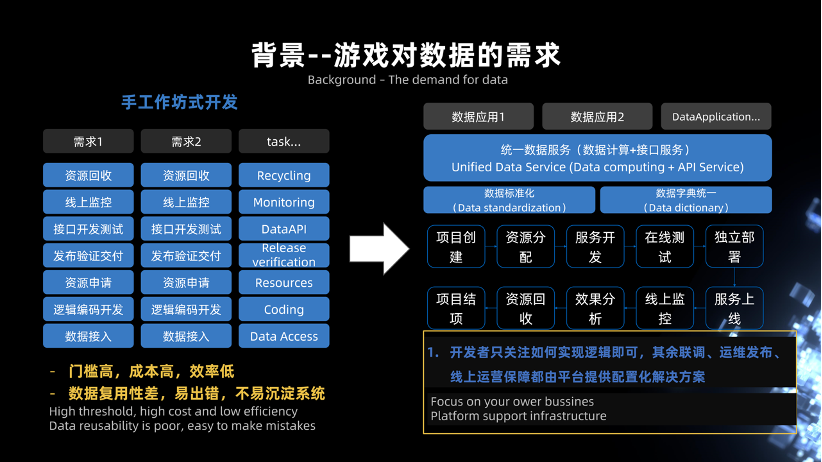 背景--游戏对数据的需求
Background – The demand for data
手工作坊式开发
需求1
需求2
task...
资源回收
资源回收
Recycling
线上监控
线上监控
Monitoring
接口开发测试
接口开发测试
DataAPI
发布验证交付
发布验证交付
Release
verification
资源申请
资源申请
Resources
逻辑编码开发
逻辑编码开发
Coding
数据接入
数据接入
Data Access
- 门槛高，成本高，效率低
- 数据复用性差，易出错，不易沉淀系统
High threshold, high cost and low efficiency
Data reusability is poor, easy to make mistakes
数据应用1
数据应用2
DataApplication...
统一数据服务（数据计算+接口服务）
Unified Data Service (Data computing + API Service)
数据标准化
（Data standardization）
数据字典统一
（Data dictionary）
项目创
建
资源分
配
服务开
发
在线测
试
独立部
署
项目结
项
资源回
收
效果分
析
线上监
控
服务上
线
1. 开发者只关注如何实现逻辑即可，其余联调、运维发布、
线上运营保障都由平台提供配置化解决方案
Focus on your ower bussines
Platform support infrastructure